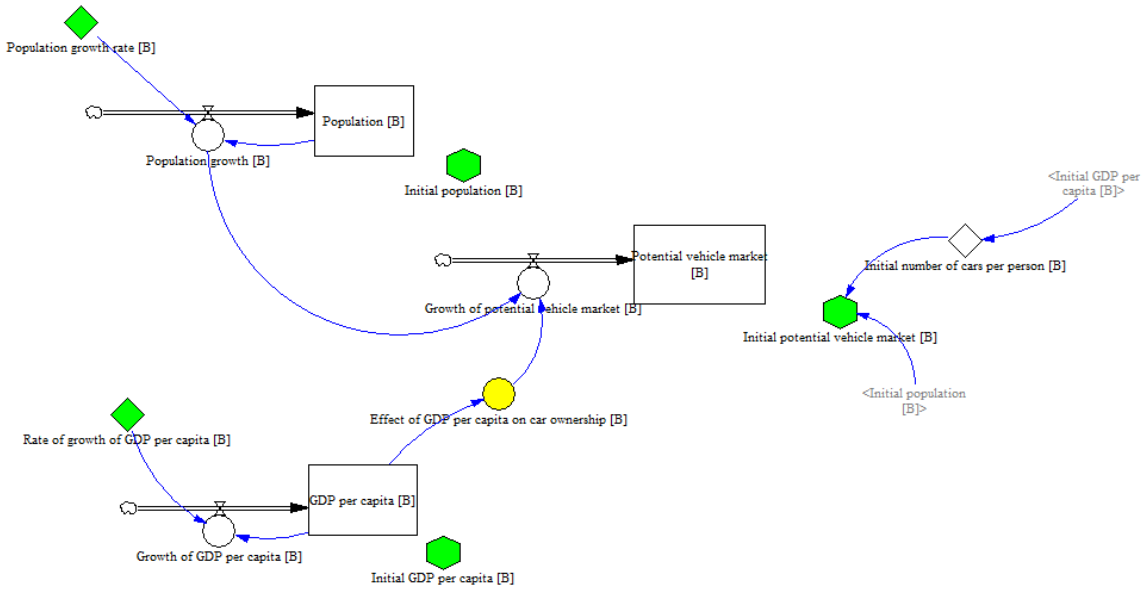 Population growth rate [B]
Population [B]
Population growth [B]
Initial population [B]
<Initial GDP per
capita [B]>
Potential vehicle market
[B]
Initial number of cars per person [B]
Growth of potential vehicle market [B]
Initial potential vehicle market [B]
<Initial population
[B]>
Effect of GDP per capita on car ownership [B]
Rate of growth of GDP per capita [B]
GDP per capita [B]
Growth of GDP per capita [B]
Initial GDP per capita [B]